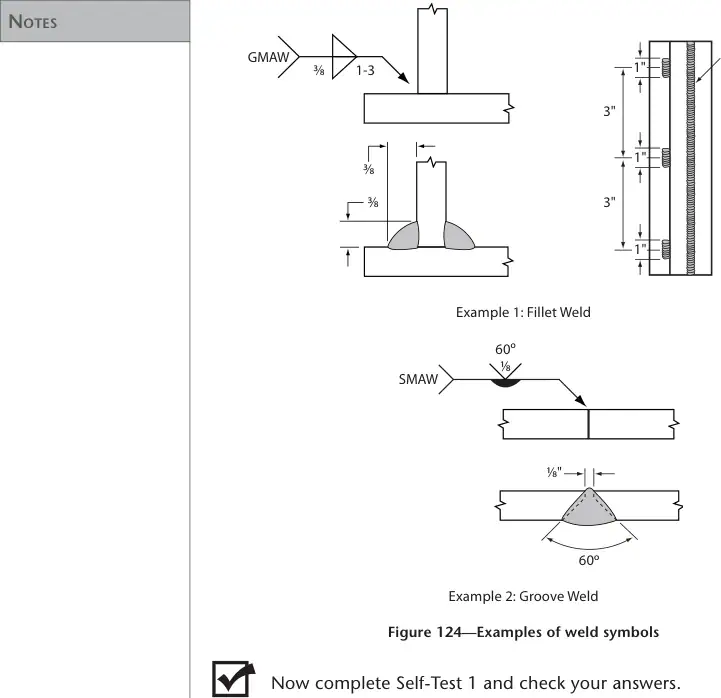 NOTES
GMAW
⅜
1-3
⅜
⅜
1"
3"
1"
3"
1"
Example 1: Fillet Weld
60º
⅛
SMAW
⅛"
60º
Example 2: Groove Weld
Figure 124—Examples of weld symbols
Now complete Self-Test 1 and check your answers.